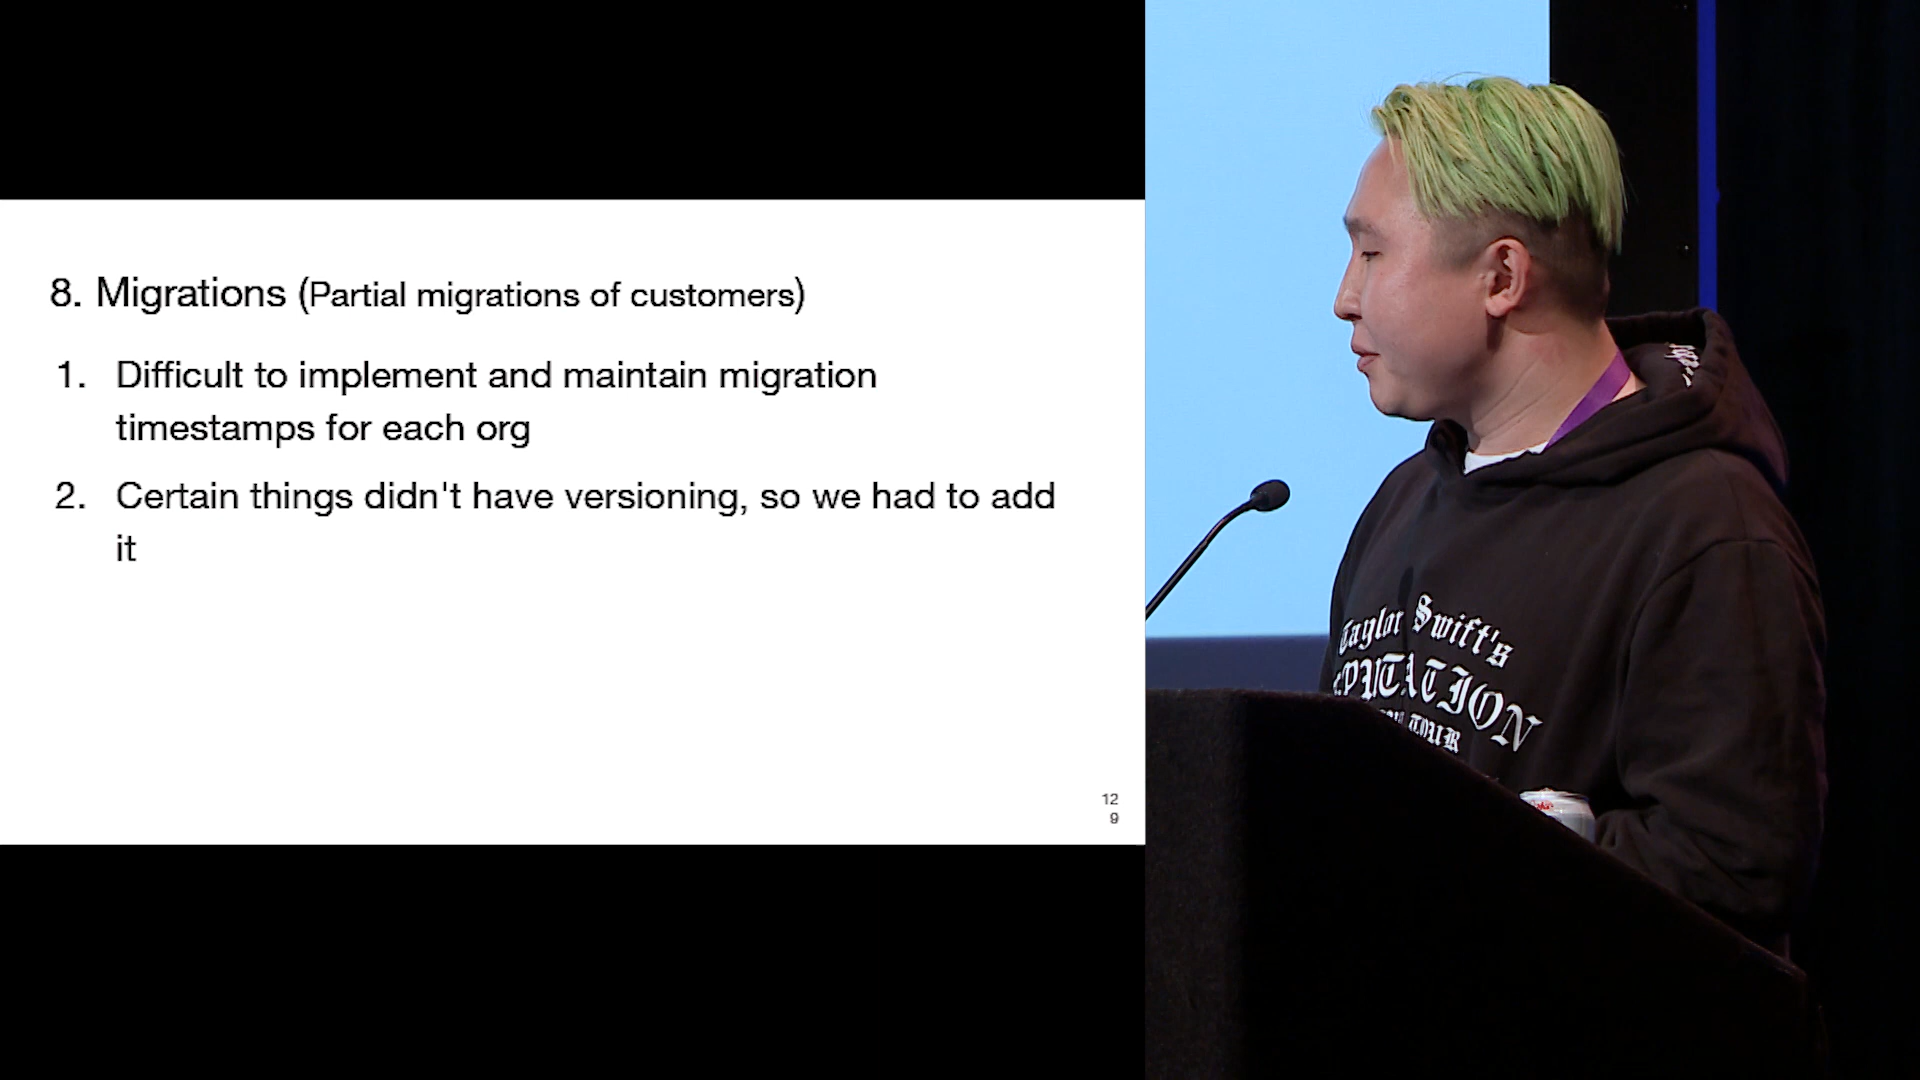 8. Migrations (Partial migrations of customers)
1. Difficult to implement and maintain migration
timestamps for each org
2. Certain things didn't have versioning, so we had to add
it
12
9
Taylor Swift's
TOUR